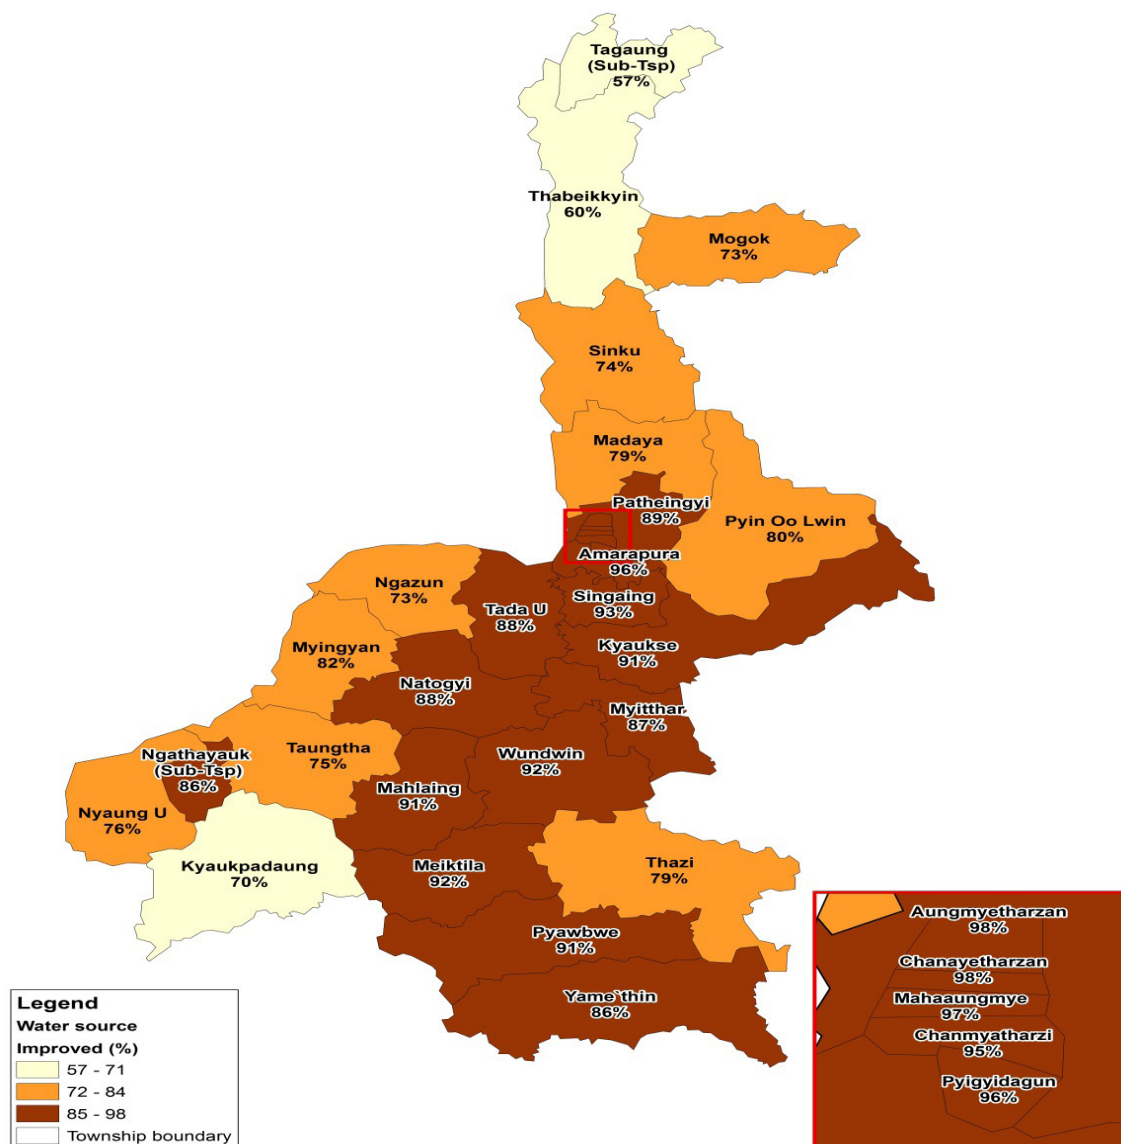 Tagaung
(Sub-Tsp)
57%
Thabeikkyin
60%
Mogok
73%
Sinku
74%
Madaya
79%
Patheingyi
89%
Pyin Oo Lwin
80%
Amarapura
96%
Ngazun
73%
Tada U
88%
Singaing
93%
Myingyan
82%
Kyaukse
91%
Natogyi
88%
Myitthar
87%
Ngathayauk
(Sub-Tsp)
86%
Taungtha
75%
Wundwin
92%
Mahlaing
91%
Nyaung U
76%
Kyaukpadaung
70%
Meiktila
92%
Thazi
79%
Pyawbwe
91%
Yame`thin
86%
Aungmyetharzan
98%
Chanayetharzan
98%
Mahaaungmye
97%
Chanmyatharzi
95%
Pyigyidagun
96%
Legend
Water source
Improved (%)
57 - 71
72 - 84
85 - 98
Township boundary